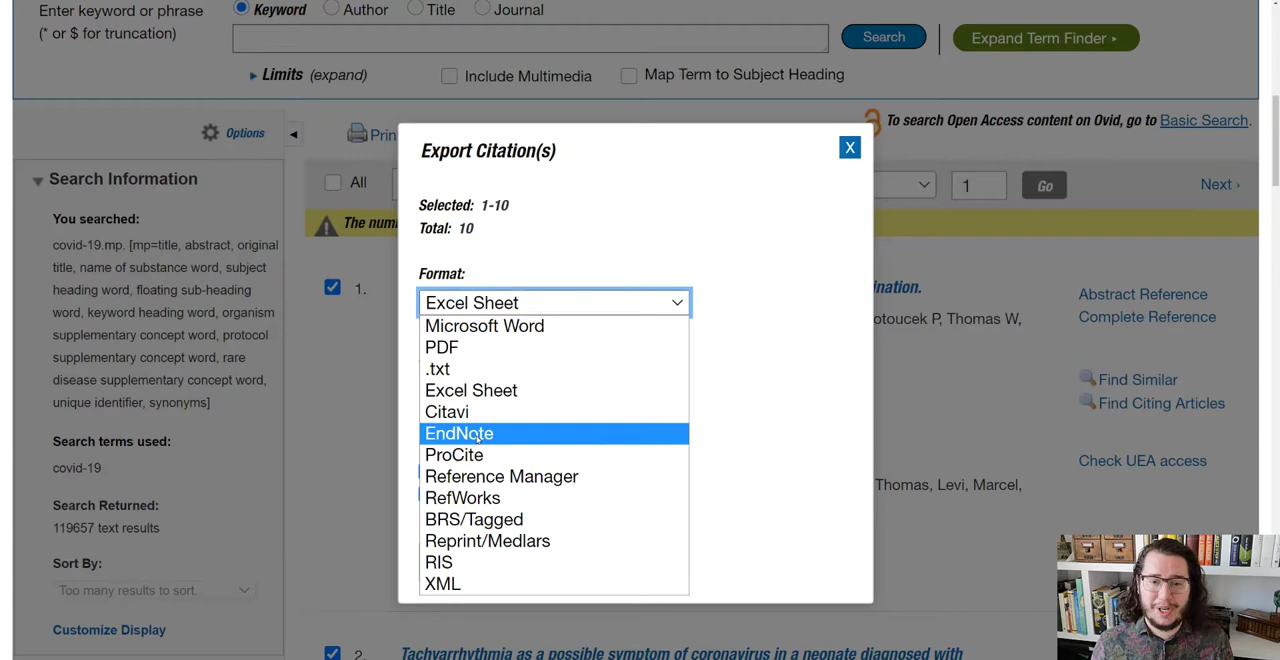 Enter keyword or phrase
(* or $ for truncation)
Keyword Author Title Journal
Search
Expand Term Finder ▸
▸ Limits (expand)
Include Multimedia
Map Term to Subject Heading
Options
Prin
To search Open Access content on Ovid, go to Basic Search.
Search Information
You searched:
covid-19.mp. [mp=title, abstract, original
title, name of substance word, subject
heading word, floating sub-heading
word, keyword heading word, organism
supplementary concept word, protocol
supplementary concept word, rare
disease supplementary concept word,
unique identifier, synonyms]
Search terms used:
covid-19
Search Returned:
119657 text results
Sort By:
Too many results to sort.
Customize Display
All
1
Go
Next ›
The num
1.
ination.
otoucek P, Thomas W,
Abstract Reference
Complete Reference
Find Similar
Find Citing Articles
Check UEA access
Thomas, Levi, Marcel,
2.
Tachyarrhythmia as a possible symptom of coronavirus in a neonate diagnosed with
Export Citation(s)
X
Selected: 1-10
Total: 10
Format:
Excel Sheet
Microsoft Word
PDF
.txt
Excel Sheet
Citavi
EndNote
ProCite
Reference Manager
RefWorks
BRS/Tagged
Reprint/Medlars
RIS
XML